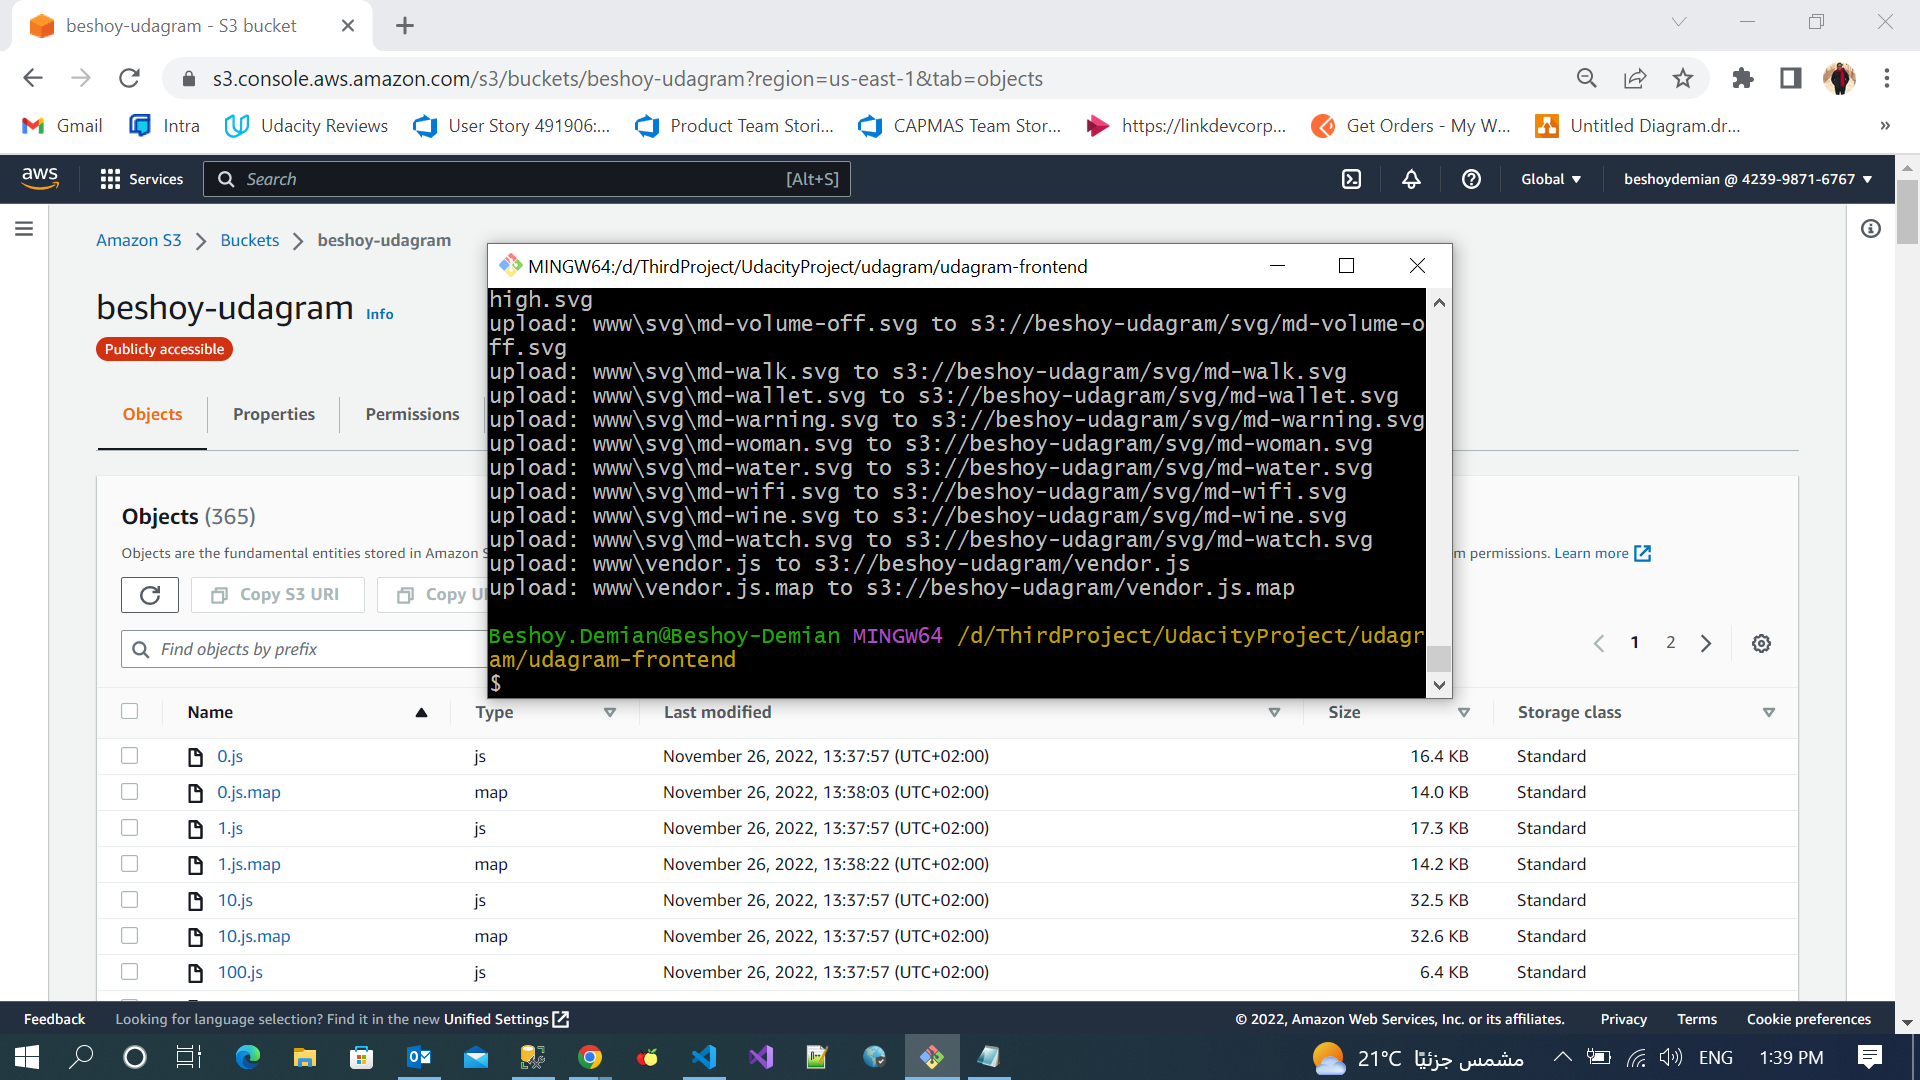 beshoy-udagram - S3 bucket
s3.console.aws.amazon.com/s3/buckets/beshoy-udagram?region=us-east-1&tab=objects
Gmail Intra Udacity Reviews User Story 491906:... Product Team Stori... CAPMAS Team Stor... https://linkdevcorp... Get Orders - My W... Untitled Diagram.dr... »
aws Services Search [Alt+S] Global beshoydemian @ 4239-9871-6767
Amazon S3 Buckets beshoy-udagram
beshoy-udagram Info
Publicly accessible
Objects Properties Permissions
Objects (365)
Objects are the fundamental entities stored in Amazon S
m permissions. Learn more
Copy S3 URI Copy U
Find objects by prefix
1 2
MINGW64:/d/ThirdProject/UdacityProject/udagram/udagram-frontend
high.svg
upload: www\svg\md-volume-off.svg to s3://beshoy-udagram/svg/md-volume-o
ff.svg
upload: www\svg\md-walk.svg to s3://beshoy-udagram/svg/md-walk.svg
upload: www\svg\md-wallet.svg to s3://beshoy-udagram/svg/md-wallet.svg
upload: www\svg\md-warning.svg to s3://beshoy-udagram/svg/md-warning.svg
upload: www\svg\md-woman.svg to s3://beshoy-udagram/svg/md-woman.svg
upload: www\svg\md-water.svg to s3://beshoy-udagram/svg/md-water.svg
upload: www\svg\md-wifi.svg to s3://beshoy-udagram/svg/md-wifi.svg
upload: www\svg\md-wine.svg to s3://beshoy-udagram/svg/md-wine.svg
upload: www\svg\md-watch.svg to s3://beshoy-udagram/svg/md-watch.svg
upload: www\vendor.js to s3://beshoy-udagram/vendor.js
upload: www\vendor.js.map to s3://beshoy-udagram/vendor.js.map
Beshoy.Demian@Beshoy-Demian MINGW64 /d/ThirdProject/UdacityProject/udagr
am/udagram-frontend
$
Name Type Last modified Size Storage class
0.js js November 26, 2022, 13:37:57 (UTC+02:00) 16.4 KB Standard
0.js.map map November 26, 2022, 13:38:03 (UTC+02:00) 14.0 KB Standard
1.js js November 26, 2022, 13:37:57 (UTC+02:00) 17.3 KB Standard
1.js.map map November 26, 2022, 13:38:22 (UTC+02:00) 14.2 KB Standard
10.js js November 26, 2022, 13:37:57 (UTC+02:00) 32.5 KB Standard
10.js.map map November 26, 2022, 13:37:57 (UTC+02:00) 32.6 KB Standard
100.js js November 26, 2022, 13:37:57 (UTC+02:00) 6.4 KB Standard
Feedback Looking for language selection? Find it in the new Unified Settings © 2022, Amazon Web Services, Inc. or its affiliates. Privacy Terms Cookie preferences
21°C مشمس جزئيًا ENG 1:39 PM